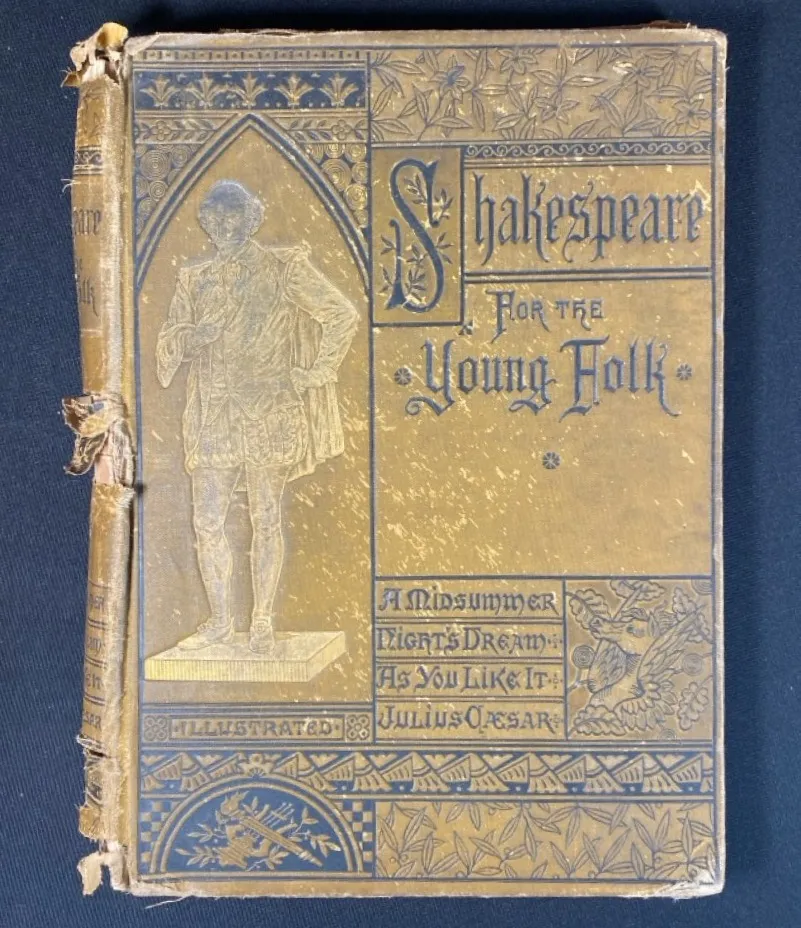 Shakespeare
FOR THE
Young Folk
A MIDSUMMER
NIGHT'S DREAM
AS YOU LIKE IT
JULIUS CÆSAR
ILLUSTRATED